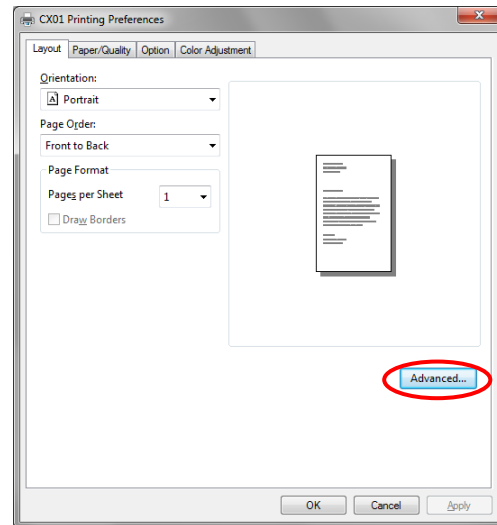 CX01 Printing Preferences
Layout Paper/Quality Option Color Adjustment
Orientation:
A Portrait
Page Order:
Front to Back
Page Format
Pages per Sheet 1
Draw Borders
Advanced...
OK Cancel Apply